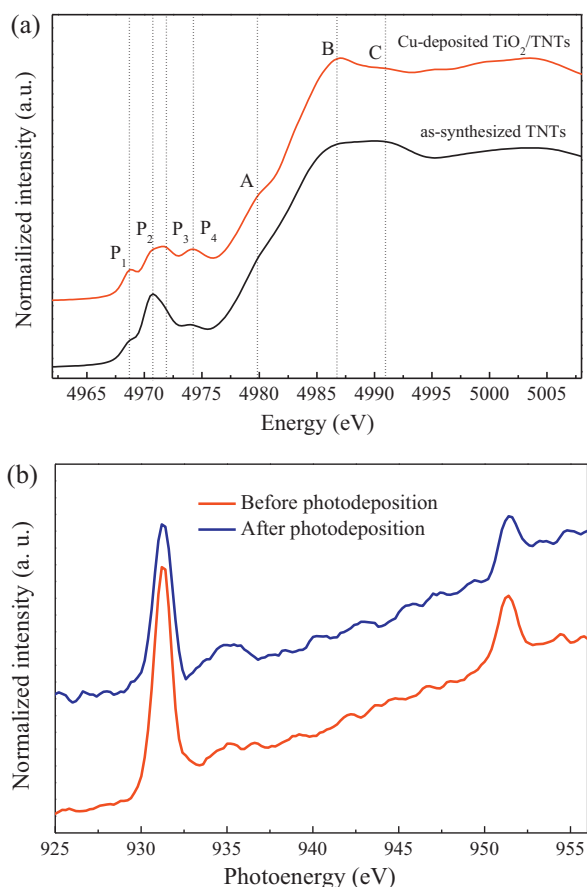 (a)
Cu-deposited TiO₂/TNTs
B
C
as-synthesized TNTs
A
P₁
P₂
P₃
P₄
Normailized intensity (a.u.)
4965 4970 4975 4980 4985 4990 4995 5000 5005
Energy (eV)
(b)
Before photodeposition
After photodeposition
Normalized intensity (a. u.)
925 930 935 940 945 950 955
Photoenergy (eV)